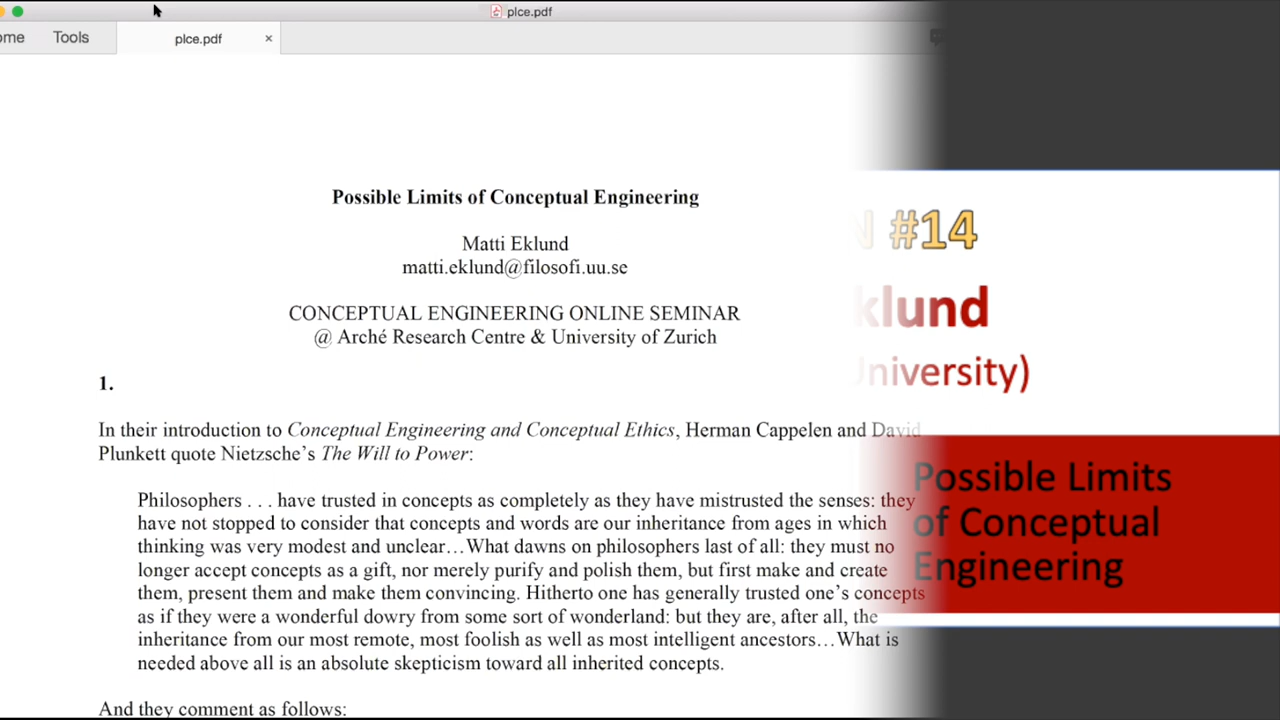 plce.pdf
ome Tools plce.pdf ×
Possible Limits of Conceptual Engineering
Matti Eklund
matti.eklund@filosofi.uu.se
CONCEPTUAL ENGINEERING ONLINE SEMINAR
@ Arché Research Centre & University of Zurich
1.
In their introduction to Conceptual Engineering and Conceptual Ethics, Herman Cappelen and David
Plunkett quote Nietzsche’s The Will to Power:
Philosophers . . . have trusted in concepts as completely as they have mistrusted the senses: they
have not stopped to consider that concepts and words are our inheritance from ages in which
thinking was very modest and unclear…What dawns on philosophers last of all: they must no
longer accept concepts as a gift, nor merely purify and polish them, but first make and create
them, present them and make them convincing. Hitherto one has generally trusted one’s concepts
as if they were a wonderful dowry from some sort of wonderland: but they are, after all, the
inheritance from our most remote, most foolish as well as most intelligent ancestors…What is
needed above all is an absolute skepticism toward all inherited concepts.
And they comment as follows:
N #14
klund
University)
Possible Limits
of Conceptual
Engineering